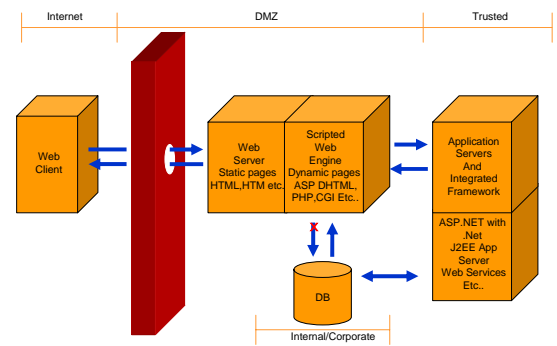 Internet
DMZ
Trusted
Web
Client
Web
Server
Static pages
HTML,HTM etc..
Scripted
Web
Engine
Dynamic pages
ASP DHTML,
PHP,CGI Etc..
Application
Servers
And
Integrated
Framework
ASP.NET with
.Net
J2EE App
Server
Web Services
Etc..
X
DB
Internal/Corporate